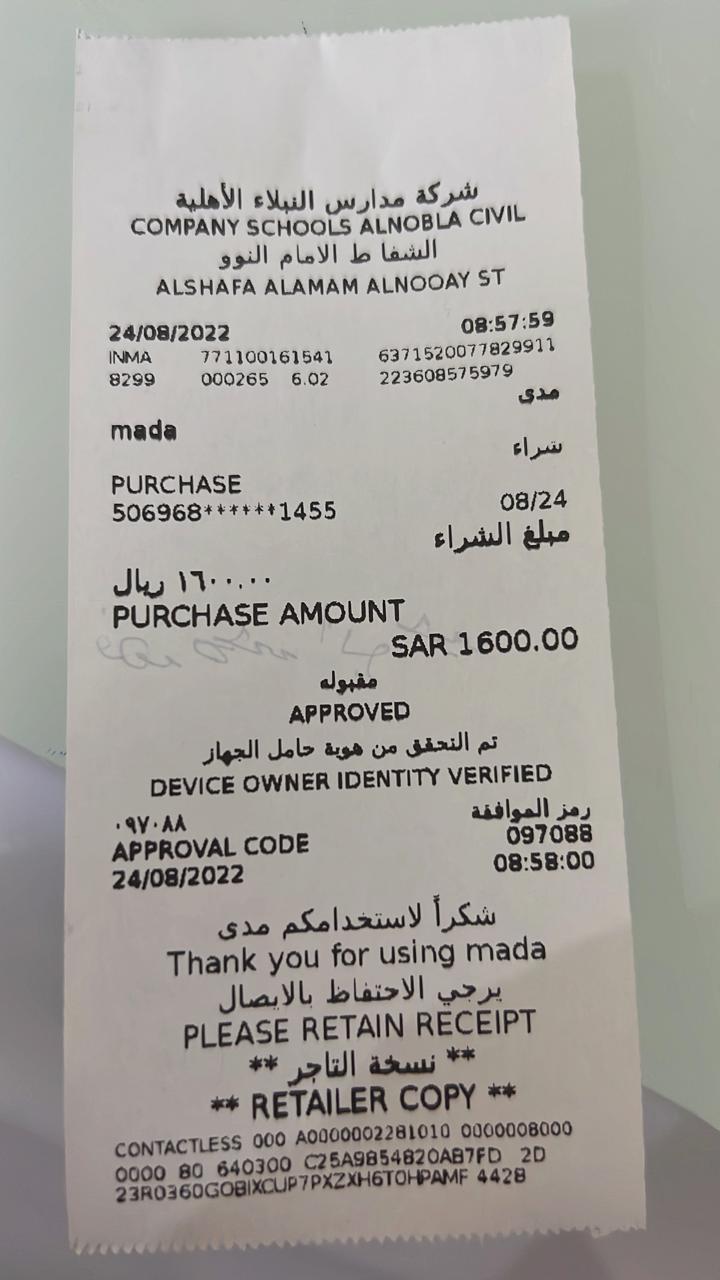 شركة مدارس النبلاء الأهلية
COMPANY SCHOOLS ALNOBLA CIVIL
الشفا ط الامام النوو
ALSHAFA ALAMAM ALNOOAY ST
24/08/2022 08:57:59
INMA 771100161541 6371520077829911
8299 000265 6.02 223608575979
مدى
mada
شراء
PURCHASE
506968******1455 08/24
مبلغ الشراء
١٦٠٠.٠٠ ريال
PURCHASE AMOUNT
SAR 1600.00
مقبوله
APPROVED
تم التحقق من هوية حامل الجهاز
DEVICE OWNER IDENTITY VERIFIED
رمز الموافقة
٠٩٧٠٨٨ 097088
APPROVAL CODE
24/08/2022 08:58:00
شكراً لاستخدامكم مدى
Thank you for using mada
يرجي الاحتفاظ بالايصال
PLEASE RETAIN RECEIPT
** نسخة التاجر **
** RETAILER COPY **
CONTACTLESS 000 A0000002281010 0000008000
0000 80 640300 C25A9854820AB7FD 2D
23R0360GOBIXCUP7PXZXH6T0HPAMF 4428